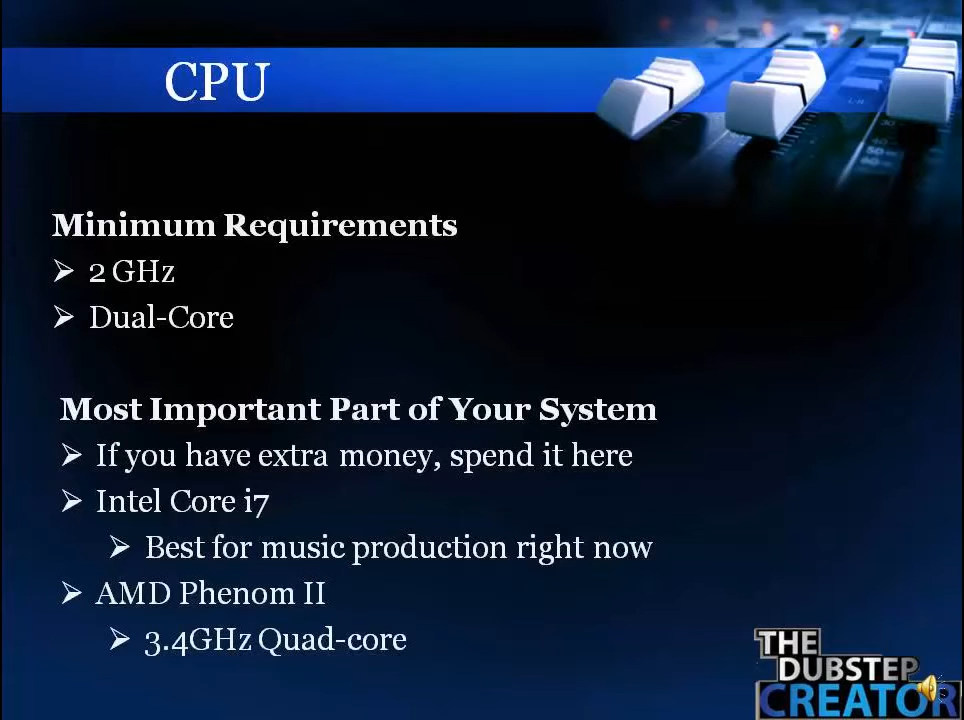 CPU
Minimum Requirements
➢ 2 GHz
➢ Dual-Core
Most Important Part of Your System
➢ If you have extra money, spend it here
➢ Intel Core i7
➢ Best for music production right now
➢ AMD Phenom II
➢ 3.4GHz Quad-core
THE
DUBSTEP
CREATOR